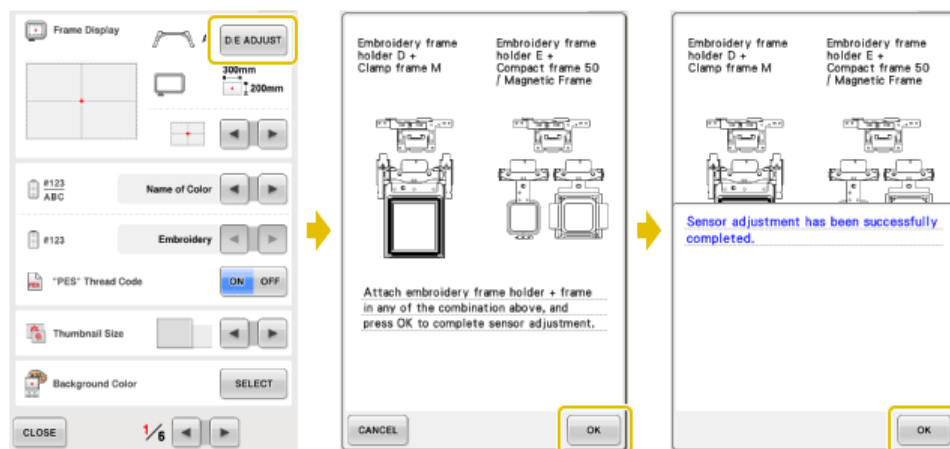 Frame Display
D/E ADJUST
300mm
200mm
#123
ABC
Name of Color
#123
Embroidery
PES
"PES" Thread Code
ON OFF
Thumbnail Size
Background Color
SELECT
CLOSE
1/6
Embroidery frame
holder D +
Clamp frame M
Embroidery frame
holder E +
Compact frame 50
/ Magnetic Frame
Attach embroidery frame holder + frame
in any of the combination above, and
press OK to complete sensor adjustment.
CANCEL
OK
Embroidery frame
holder D +
Clamp frame M
Embroidery frame
holder E +
Compact frame 50
/ Magnetic Frame
Sensor adjustment has been successfully
completed.
OK